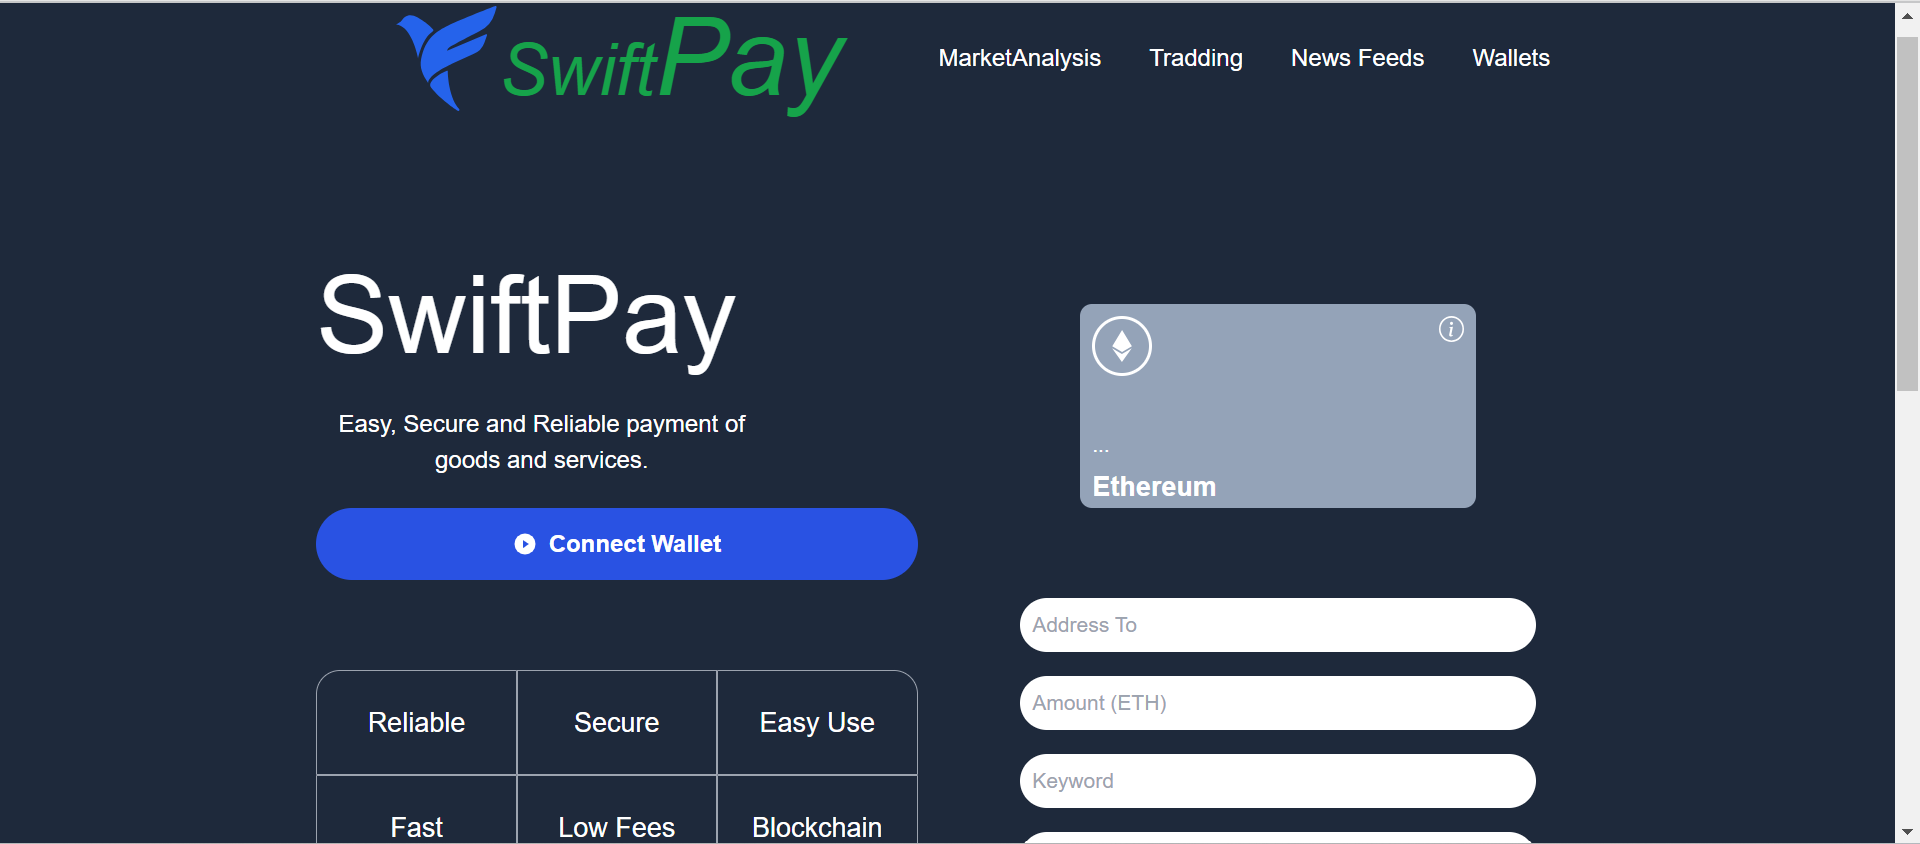 SwiftPay
MarketAnalysis
Tradding
News Feeds
Wallets
SwiftPay
Easy, Secure and Reliable payment of
goods and services.
Connect Wallet
Reliable
Secure
Easy Use
Fast
Low Fees
Blockchain
i
...
Ethereum
Address To
Amount (ETH)
Keyword